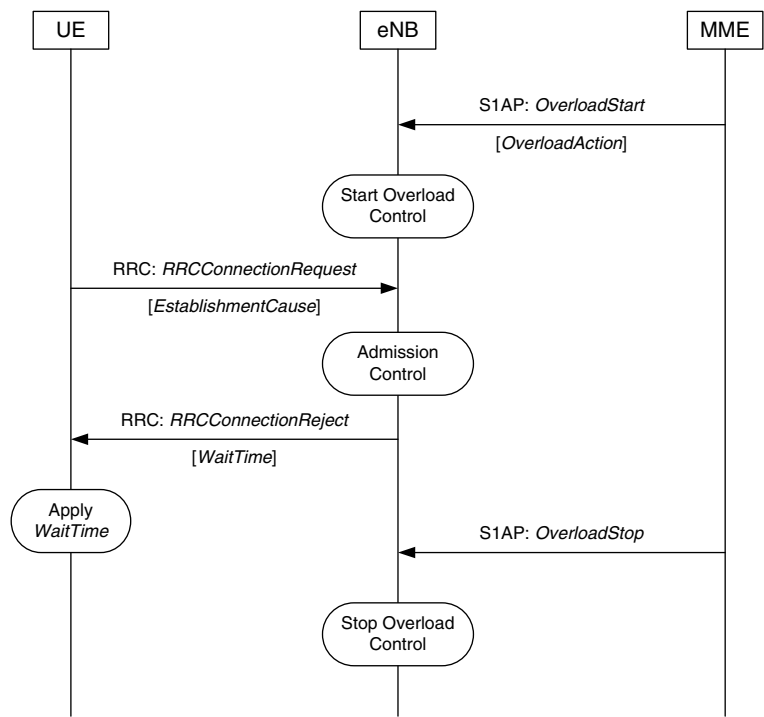 UE
eNB
MME
S1AP: OverloadStart
[OverloadAction]
Start Overload
Control
RRC: RRCConnectionRequest
[EstablishmentCause]
Admission
Control
RRC: RRCConnectionReject
[WaitTime]
Apply
WaitTime
S1AP: OverloadStop
Stop Overload
Control